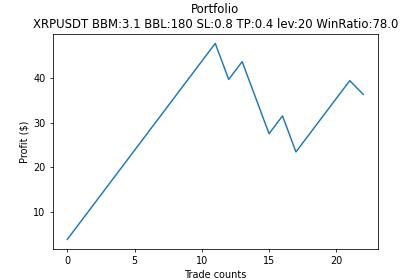 Portfolio
XRPUSDT BBM:3.1 BBL:180 SL:0.8 TP:0.4 lev:20 WinRatio:78.0
40
30
20
10
Profit ($)
0 5 10 15 20
Trade counts